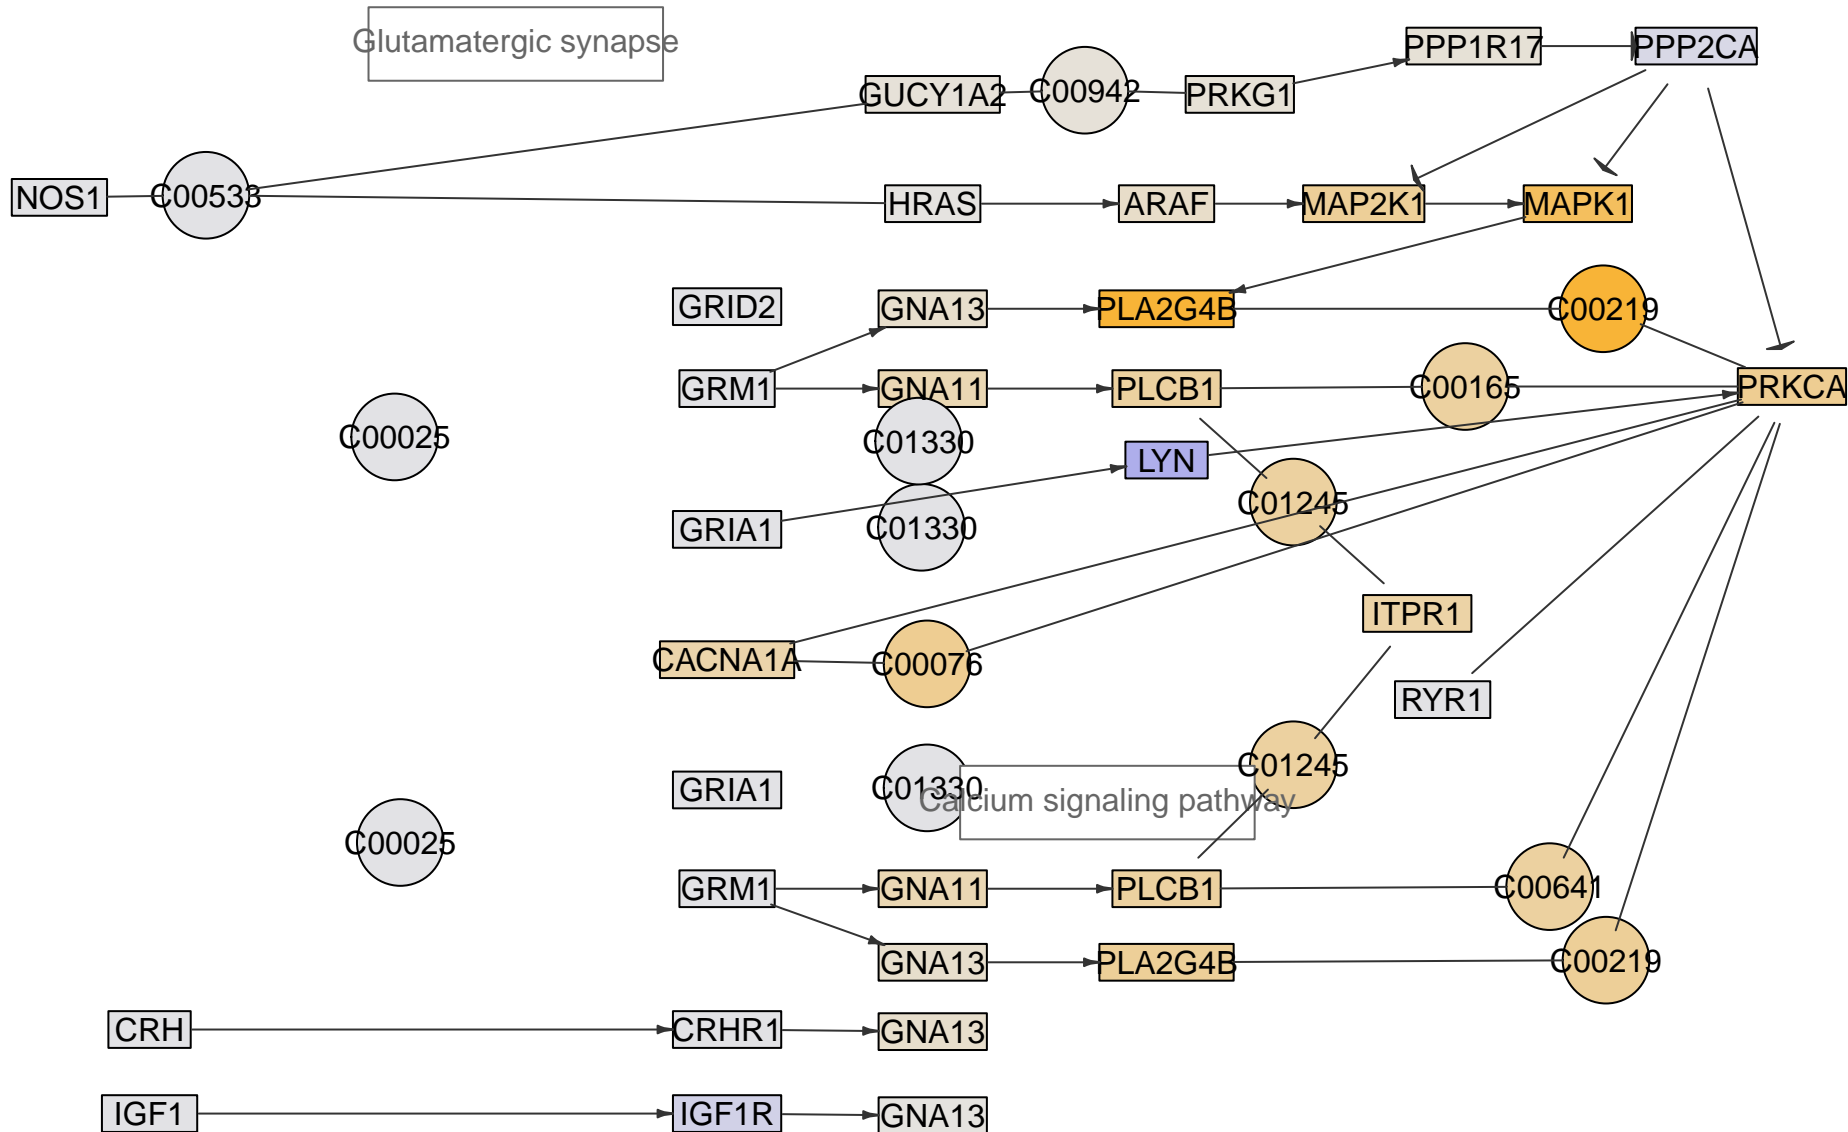 Glutamatergic synapse
PPP1R17
PPP2CA
GUCY1A2
C00942
PRKG1
NOS1
C00533
HRAS
ARAF
MAP2K1
MAPK1
GRID2
GNA13
PLA2G4B
C00219
GRM1
GNA11
PLCB1
C00165
PRKCA
C00025
C01330
LYN
C01245
GRIA1
C01330
ITPR1
CACNA1A
C00076
RYR1
C01245
GRIA1
C01330
Calcium signaling pathway
C00025
GRM1
GNA11
PLCB1
C00641
GNA13
PLA2G4B
C00219
CRH
CRHR1
GNA13
IGF1
IGF1R
GNA13